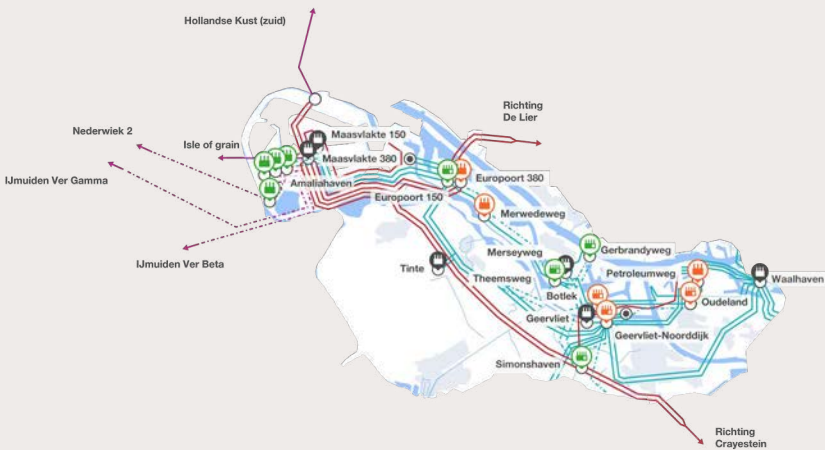 Hollandse Kust (zuid)
Richting
De Lier
Nederwiek 2
Maasvlakte 150
Isle of grain
Maasvlakte 380
IJmuiden Ver Gamma
Amaliahaven
Europoort 380
Europoort 150
Merwedeweg
Merseyweg
Gerbrandyweg
IJmuiden Ver Beta
Tinte
Theemsweg
Petroleumweg
Waalhaven
Botlek
Oudeland
Geervliet
Geervliet-Noorddijk
Simonshaven
Richting
Crayestein